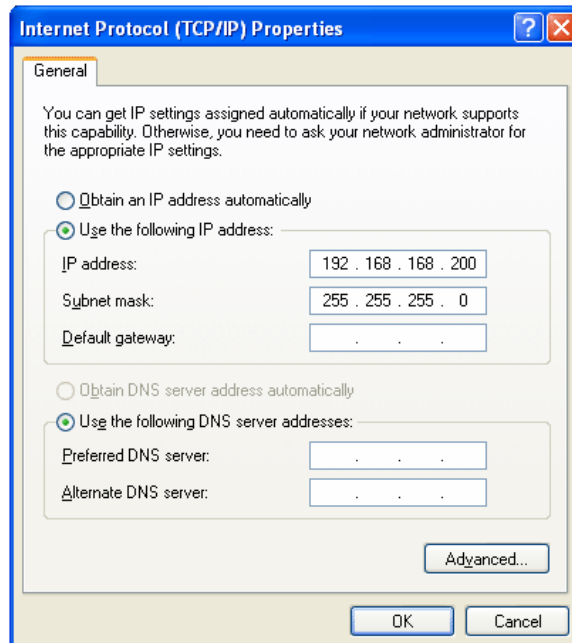 Internet Protocol (TCP/IP) Properties
General
You can get IP settings assigned automatically if your network supports
this capability. Otherwise, you need to ask your network administrator for
the appropriate IP settings.
Obtain an IP address automatically
Use the following IP address:
IP address: 192 . 168 . 168 . 200
Subnet mask: 255 . 255 . 255 . 0
Default gateway: . . .
Obtain DNS server address automatically
Use the following DNS server addresses:
Preferred DNS server: . . .
Alternate DNS server: . . .
Advanced...
OK Cancel